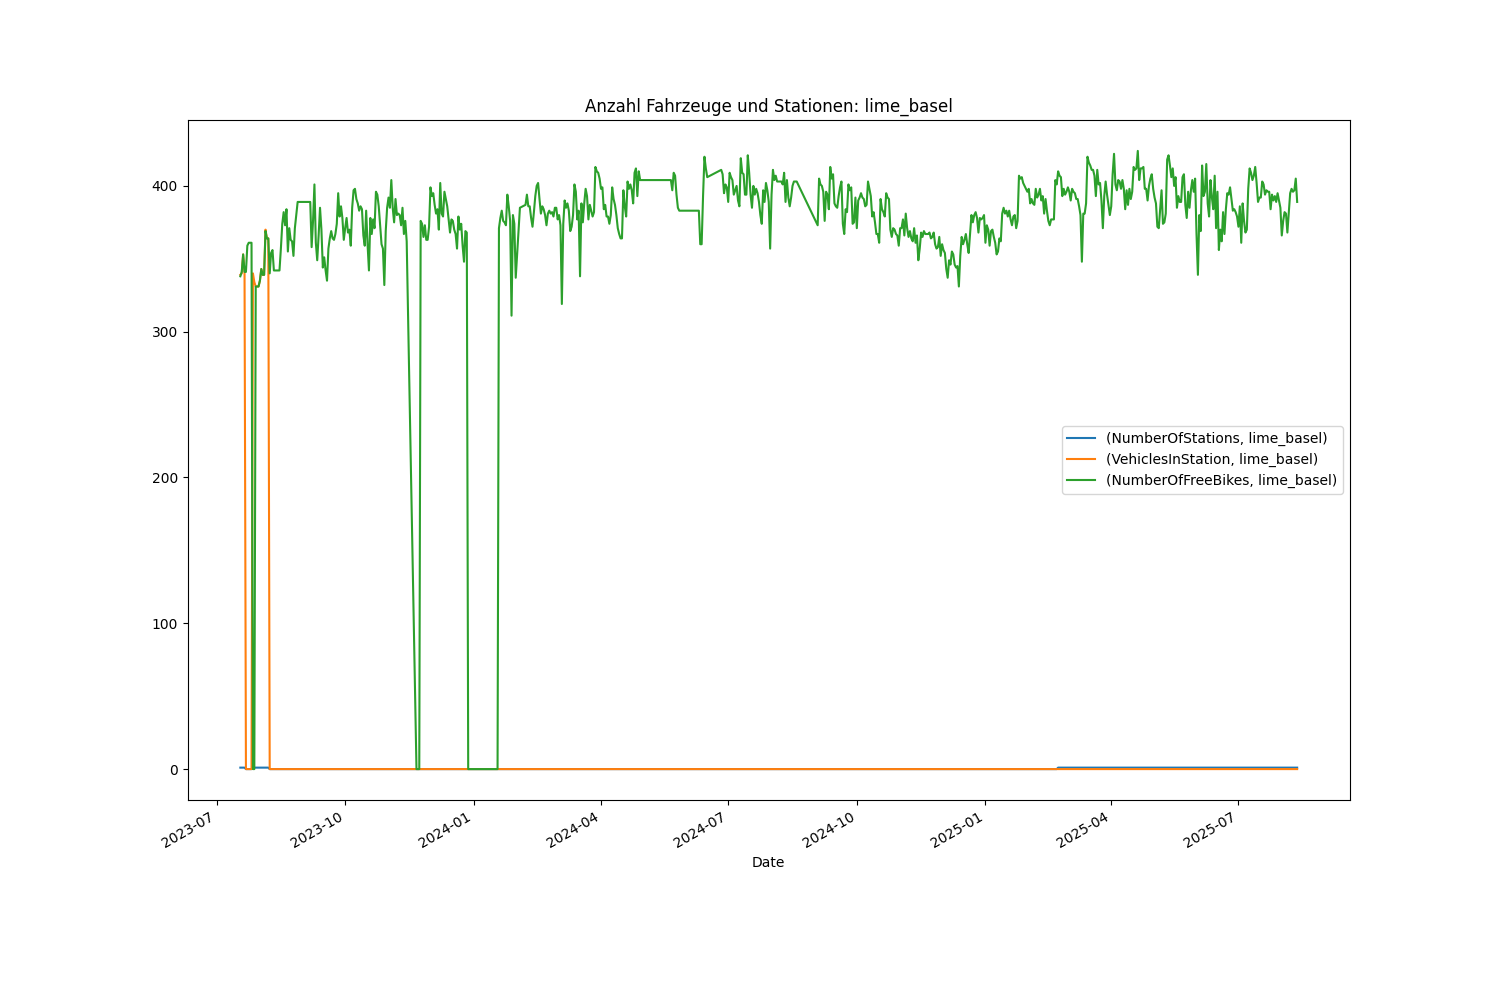 Anzahl Fahrzeuge und Stationen: lime_basel
400
300
200
100
0
(NumberOfStations, lime_basel)
(VehiclesInStation, lime_basel)
(NumberOfFreeBikes, lime_basel)
2023-07
2023-10
2024-01
2024-04
2024-07
2024-10
2025-01
2025-04
2025-07
Date